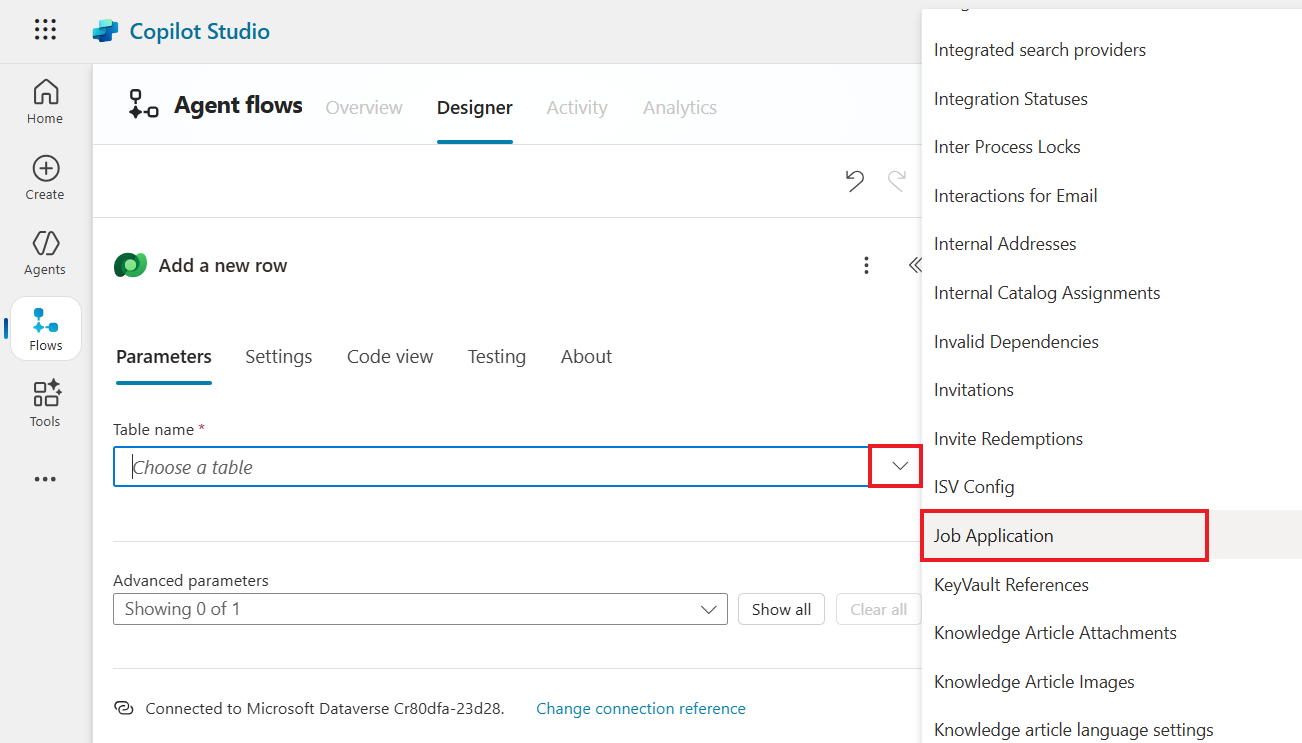 Copilot Studio
Home
Create
Agents
Flows
Tools
Agent flows
Overview
Designer
Activity
Analytics
Add a new row
Parameters
Settings
Code view
Testing
About
Table name *
Choose a table
Advanced parameters
Showing 0 of 1
Show all
Clear all
Connected to Microsoft Dataverse Cr80dfa-23d28.
Change connection reference
Integrated search providers
Integration Statuses
Inter Process Locks
Interactions for Email
Internal Addresses
Internal Catalog Assignments
Invalid Dependencies
Invitations
Invite Redemptions
ISV Config
Job Application
KeyVault References
Knowledge Article Attachments
Knowledge Article Images
Knowledge article language settings